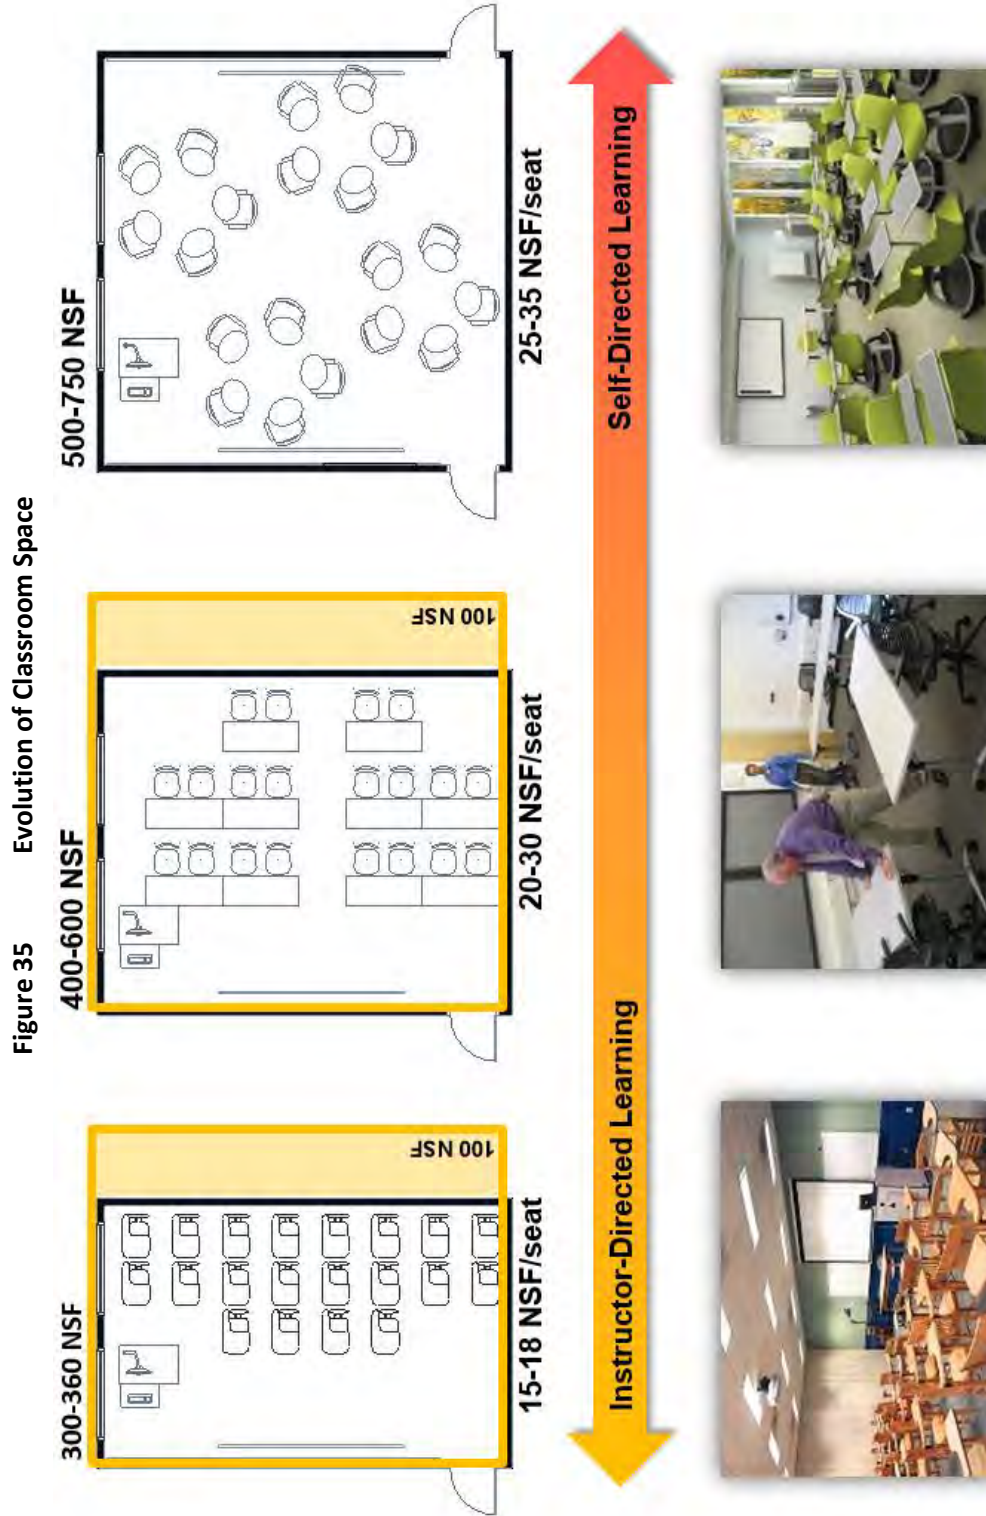 Figure 35 Evolution of Classroom Space
300-360 NSF
400-600 NSF
500-750 NSF
100 NSF
100 NSF
15-18 NSF/seat
20-30 NSF/seat
25-35 NSF/seat
Instructor-Directed Learning
Self-Directed Learning